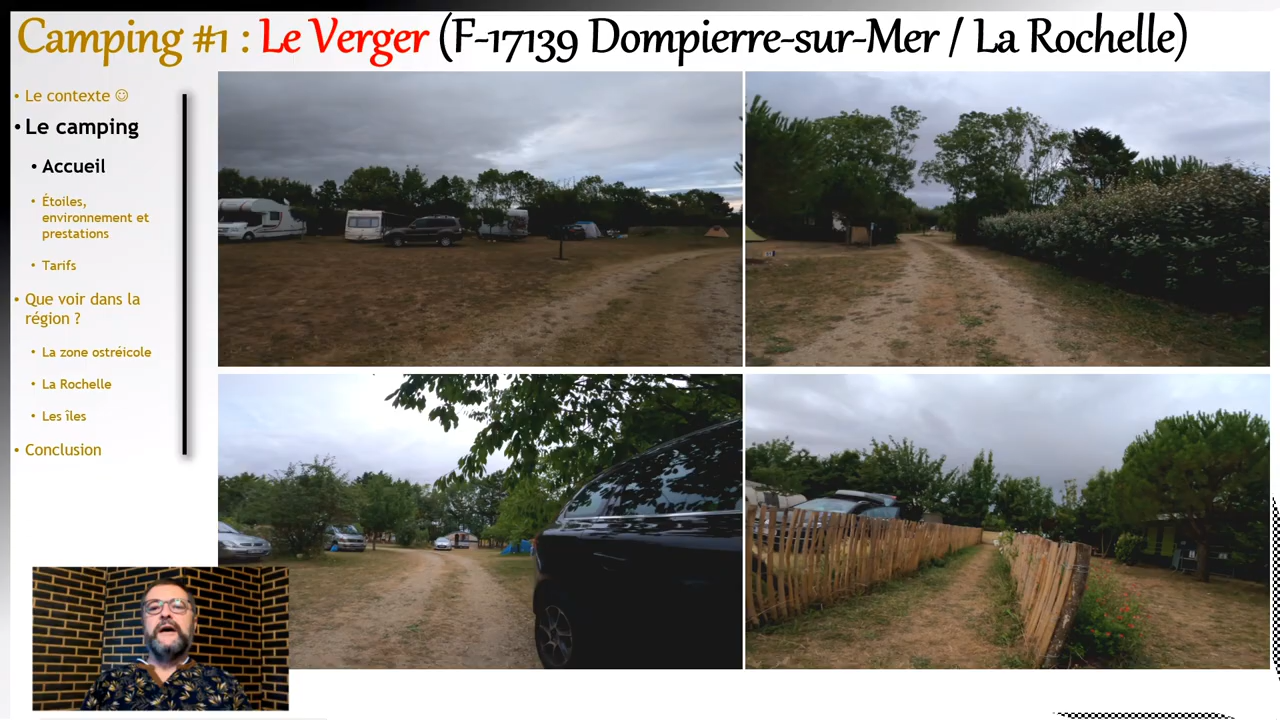 Camping #1 : Le Verger (F-17139 Dompierre-sur-Mer / La Rochelle)
• Le contexte ☺
• Le camping
• Accueil
• Étoiles,
environnement et
prestations
• Tarifs
• Que voir dans la
région ?
• La zone ostréicole
• La Rochelle
• Les îles
• Conclusion